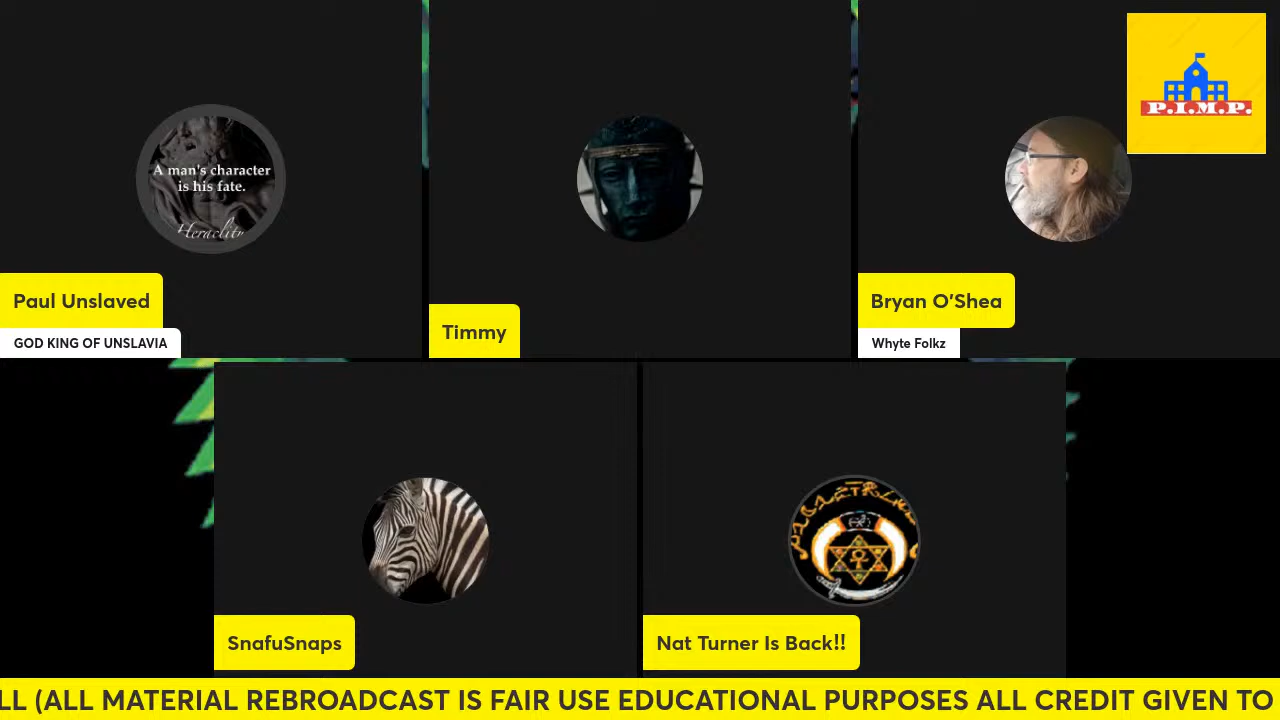 A man's character
is his fate.
Paul Unslaved
GOD KING OF UNSLAVIA
Timmy
P.I.M.P.
Bryan O'Shea
Whyte Folkz
SnafuSnaps
Nat Turner Is Back!!
LL (ALL MATERIAL REBROADCAST IS FAIR USE EDUCATIONAL PURPOSES ALL CREDIT GIVEN TO